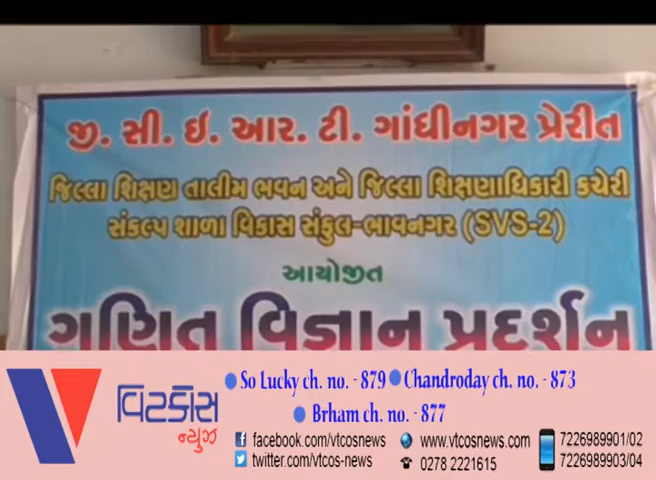 જી. સી. ઇ. આર. ટી. ગાંધીનગર પ્રેરીત
જિલ્લા શિક્ષણ તાલીમ ભવન અને જિલ્લા શિક્ષણાધિકારી કચેરી
સંકલ્પ શાળા વિકાસ સંકુલ-ભાવનગર (SVS-2)
આયોજીત
ગણિત વિજ્ઞાન પ્રદર્શન
વિટકોસ
ન્યુઝ
So Lucky ch. no. - 879 Chandroday ch. no. - 873
Brham ch. no. - 877
facebook.com/vtcosnews www.vtcosnews.com 7226989901/02
twitter.com/vtcos-news 0278 2221615 7226989903/04